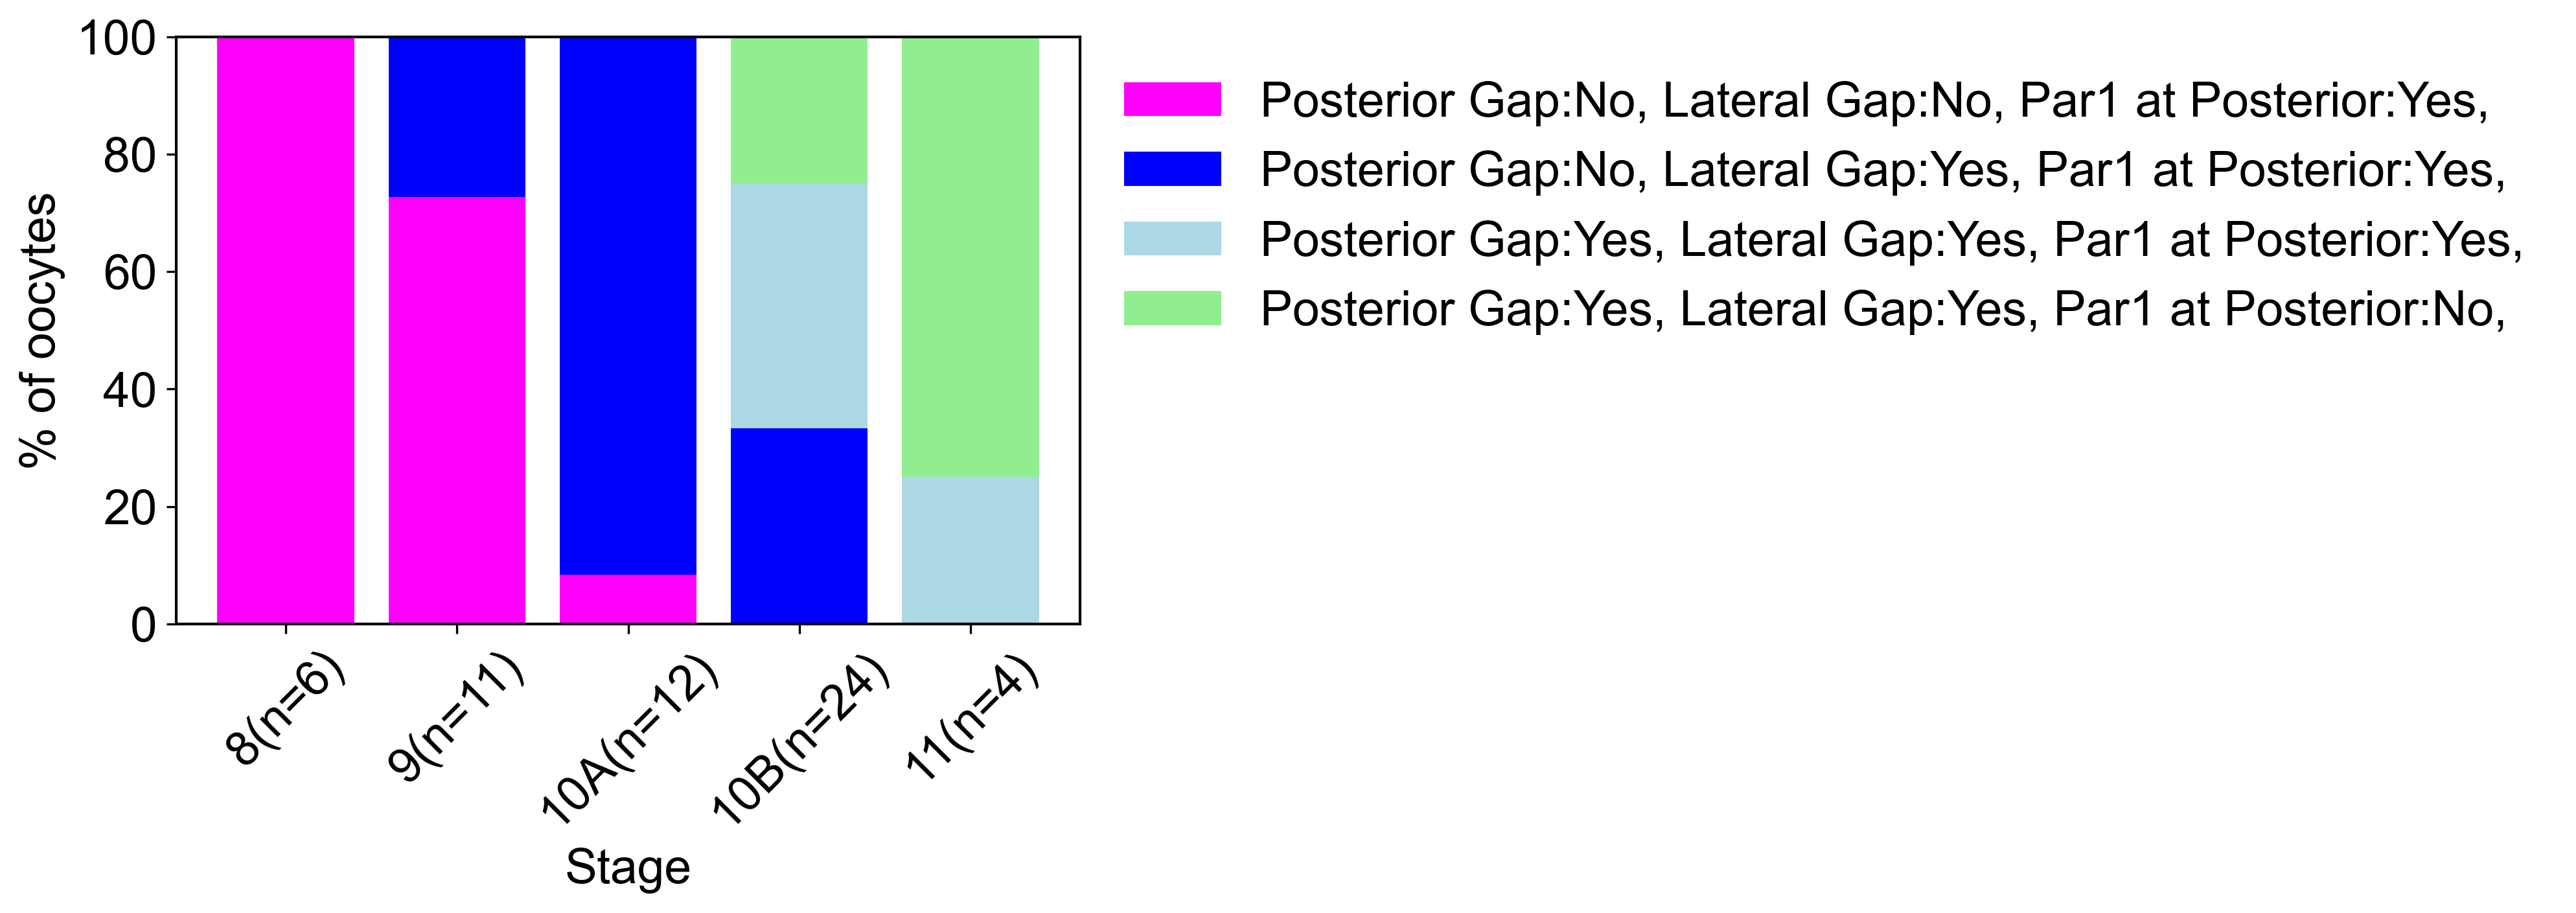 100
80
60
40
20
0
% of oocytes
8(n=6)
9(n=11)
10A(n=12)
10B(n=24)
11(n=4)
Stage
Posterior Gap:No, Lateral Gap:No, Par1 at Posterior:Yes,
Posterior Gap:No, Lateral Gap:Yes, Par1 at Posterior:Yes,
Posterior Gap:Yes, Lateral Gap:Yes, Par1 at Posterior:Yes,
Posterior Gap:Yes, Lateral Gap:Yes, Par1 at Posterior:No,